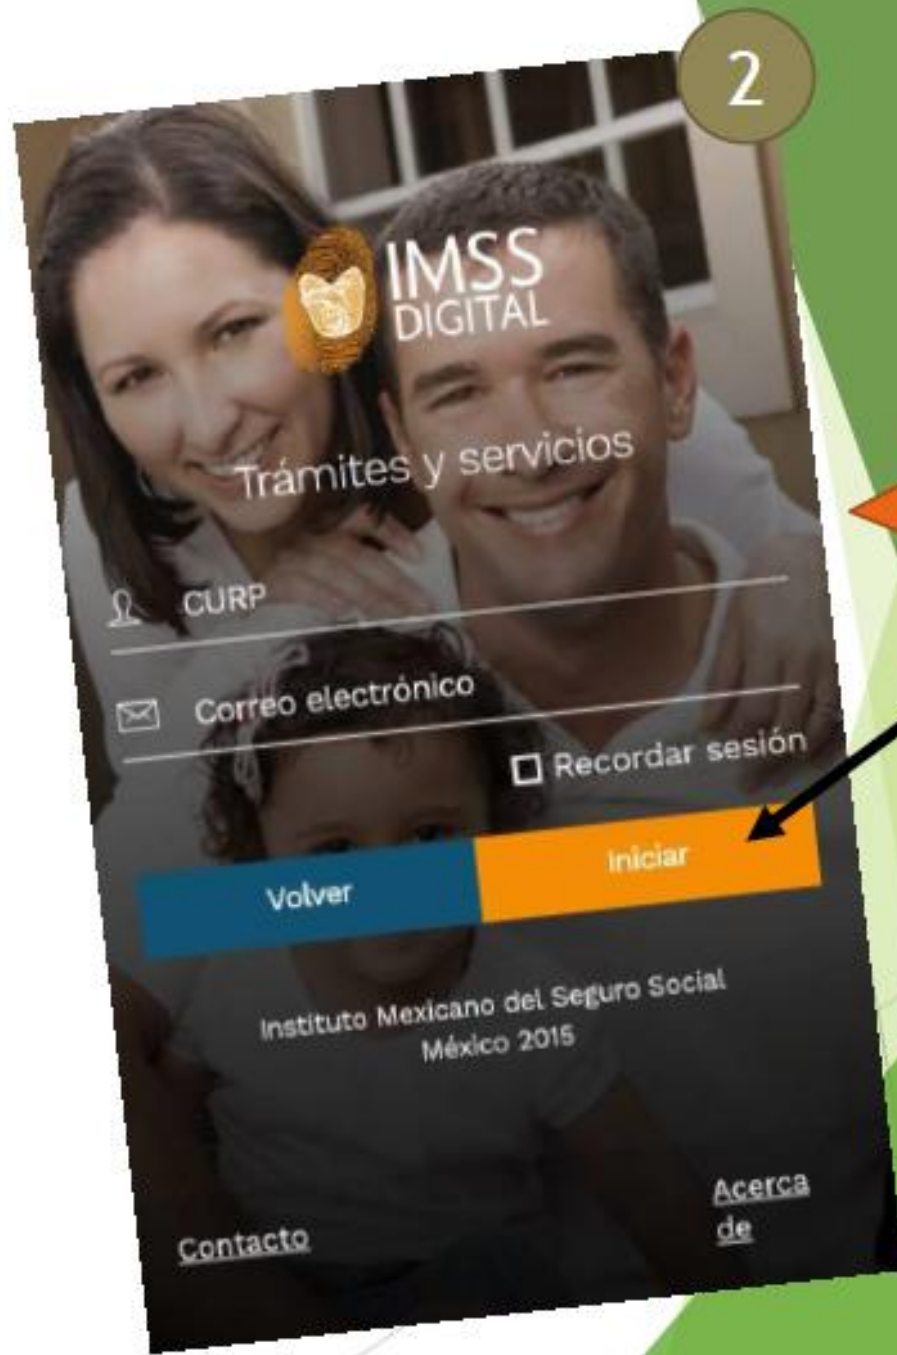 2
IMSS
DIGITAL
Trámites y servicios
CURP
Correo electrónico
Recordar sesión
Volver
Iniciar
Instituto Mexicano del Seguro Social
México 2015
Contacto
Acerca
de